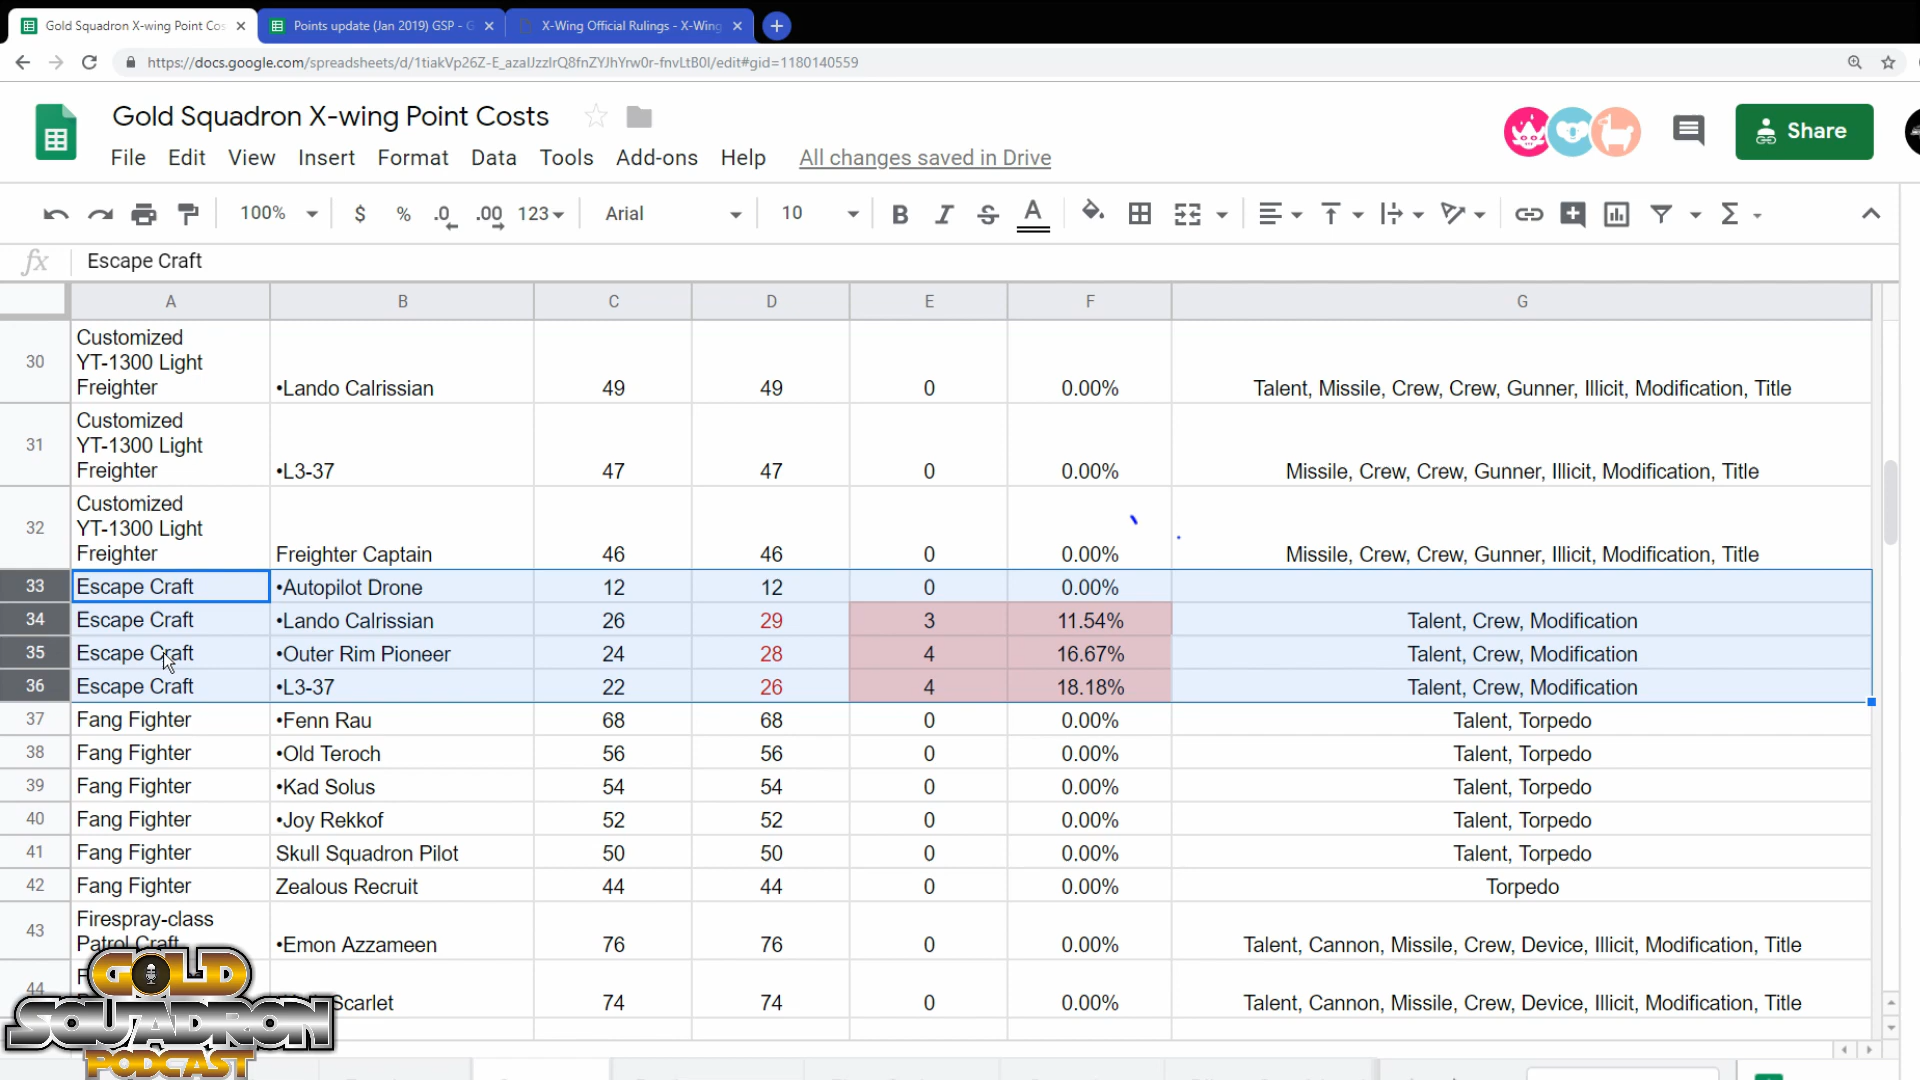 Gold Squadron X-wing Point Cos
Points update (Jan 2019) GSP - G
X-Wing Official Rulings - X-Wing
https://docs.google.com/spreadsheets/d/1tiakVp26Z-E_azaIJzzIrQ8fnZYJhYrw0r-fnvLtB0I/edit#gid=1180140559
Gold Squadron X-wing Point Costs
File Edit View Insert Format Data Tools Add-ons Help All changes saved in Drive
Share
100% $ % .0 .00 123 Arial 10 B I S A Σ
fx Escape Craft
A B C D E F G
30 Customized YT-1300 Light Freighter •Lando Calrissian 49 49 0 0.00% Talent, Missile, Crew, Crew, Gunner, Illicit, Modification, Title
31 Customized YT-1300 Light Freighter •L3-37 47 47 0 0.00% Missile, Crew, Crew, Gunner, Illicit, Modification, Title
32 Customized YT-1300 Light Freighter Freighter Captain 46 46 0 0.00% Missile, Crew, Crew, Gunner, Illicit, Modification, Title
33 Escape Craft •Autopilot Drone 12 12 0 0.00%
34 Escape Craft •Lando Calrissian 26 29 3 11.54% Talent, Crew, Modification
35 Escape Craft •Outer Rim Pioneer 24 28 4 16.67% Talent, Crew, Modification
36 Escape Craft •L3-37 22 26 4 18.18% Talent, Crew, Modification
37 Fang Fighter •Fenn Rau 68 68 0 0.00% Talent, Torpedo
38 Fang Fighter •Old Teroch 56 56 0 0.00% Talent, Torpedo
39 Fang Fighter •Kad Solus 54 54 0 0.00% Talent, Torpedo
40 Fang Fighter •Joy Rekkof 52 52 0 0.00% Talent, Torpedo
41 Fang Fighter Skull Squadron Pilot 50 50 0 0.00% Talent, Torpedo
42 Fang Fighter Zealous Recruit 44 44 0 0.00% Torpedo
43 Firespray-class Patrol Craft •Emon Azzameen 76 76 0 0.00% Talent, Cannon, Missile, Crew, Device, Illicit, Modification, Title
44 Scarlet 74 74 0 0.00% Talent, Cannon, Missile, Crew, Device, Illicit, Modification, Title
GOLD
SQUADRON
PODCAST